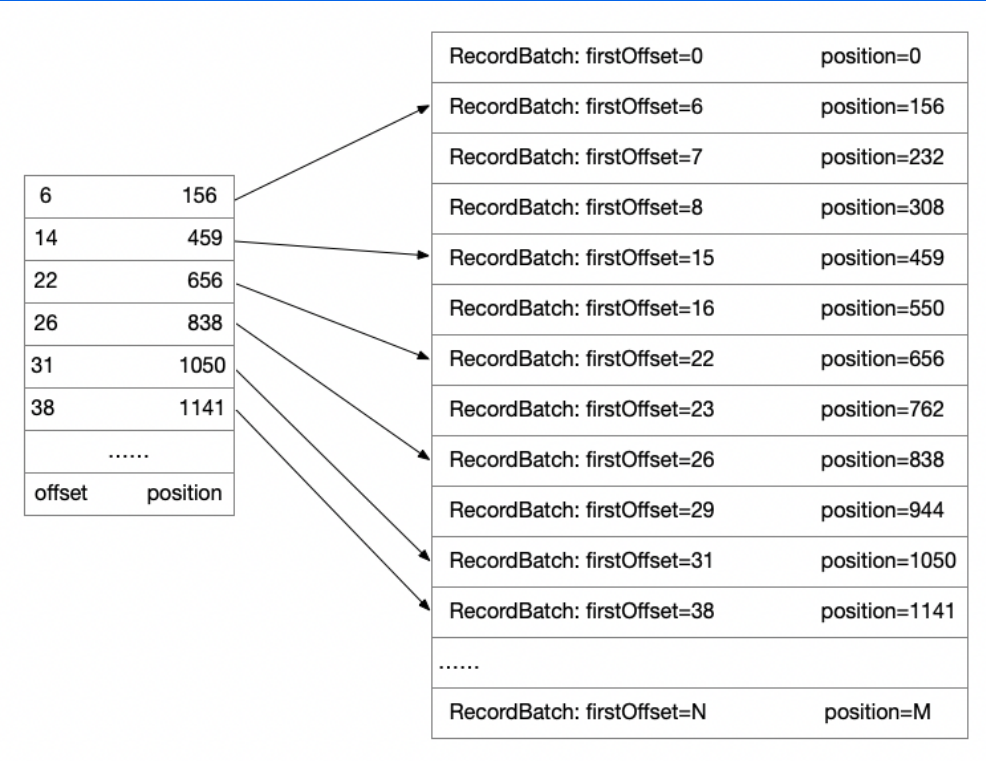 6 156
14 459
22 656
26 838
31 1050
38 1141
......
offset position
RecordBatch: firstOffset=0 position=0
RecordBatch: firstOffset=6 position=156
RecordBatch: firstOffset=7 position=232
RecordBatch: firstOffset=8 position=308
RecordBatch: firstOffset=15 position=459
RecordBatch: firstOffset=16 position=550
RecordBatch: firstOffset=22 position=656
RecordBatch: firstOffset=23 position=762
RecordBatch: firstOffset=26 position=838
RecordBatch: firstOffset=29 position=944
RecordBatch: firstOffset=31 position=1050
RecordBatch: firstOffset=38 position=1141
......
RecordBatch: firstOffset=N position=M